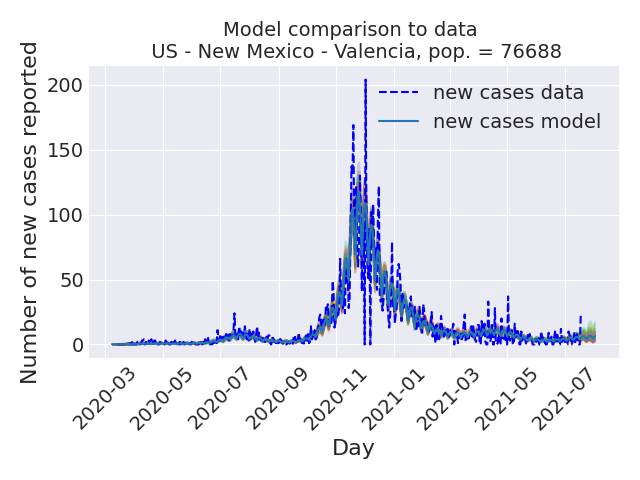 Model comparison to data
US - New Mexico - Valencia, pop. = 76688
Number of new cases reported
200
150
100
50
0
new cases data
new cases model
2020-03
2020-05
2020-07
2020-09
2020-11
2021-01
2021-03
2021-05
2021-07
Day